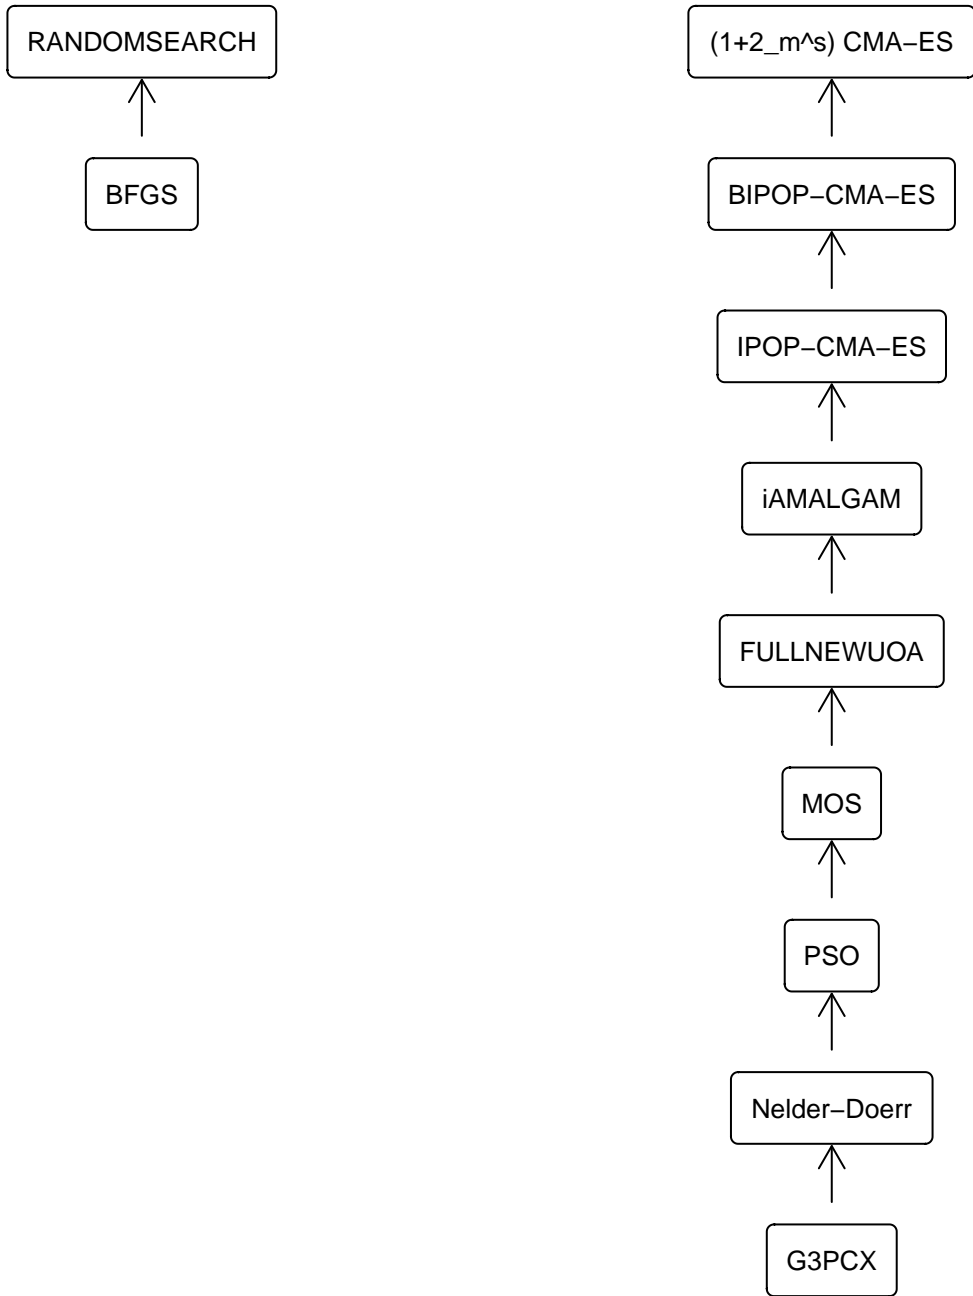 RANDOMSEARCH
(1+2_m^s) CMA−ES
BFGS
BIPOP−CMA−ES
IPOP−CMA−ES
iAMALGAM
FULLNEWUOA
MOS
PSO
Nelder−Doerr
G3PCX